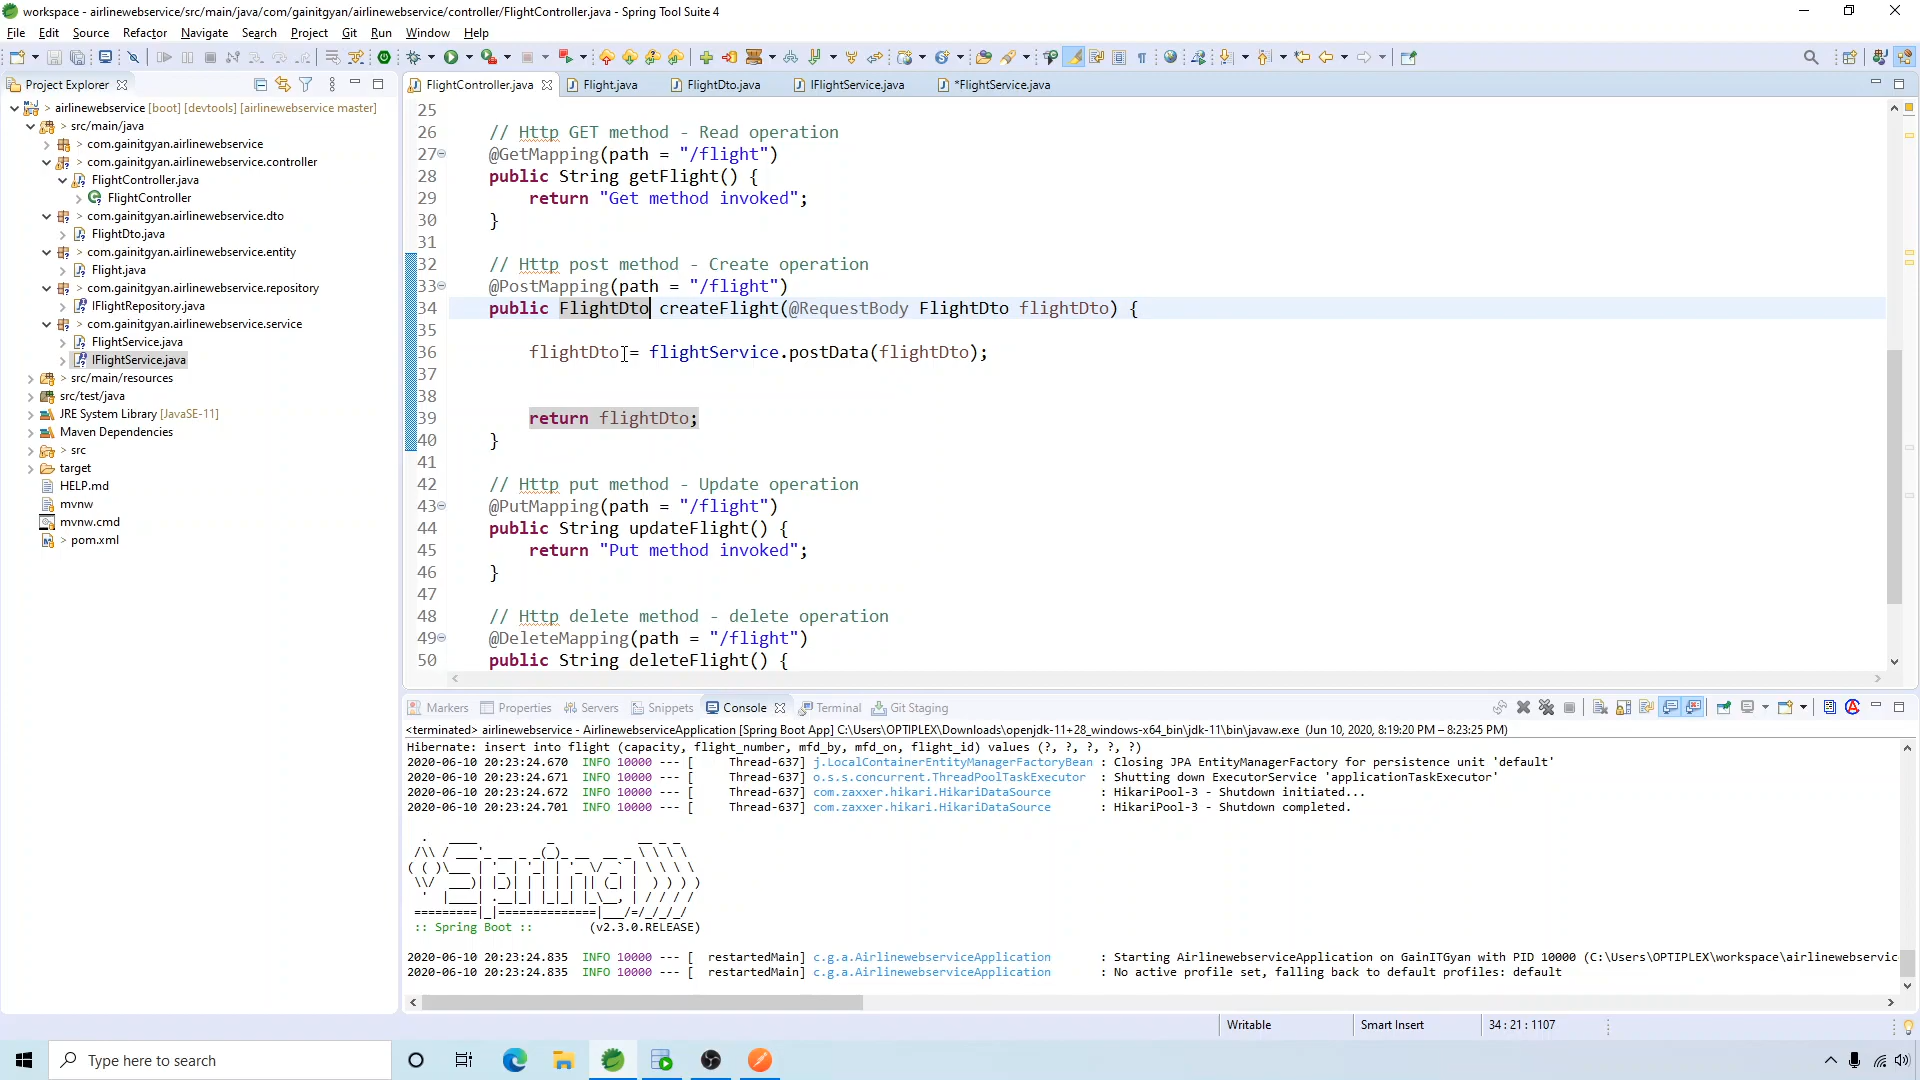 workspace - airlinewebservice/src/main/java/com/gainitgyan/airlinewebservice/controller/FlightController.java - Spring Tool Suite 4
File Edit Source Refactor Navigate Search Project Git Run Window Help
Project Explorer
> airlinewebservice [boot] [devtools] [airlinewebservice master]
> src/main/java
> com.gainitgyan.airlinewebservice
> com.gainitgyan.airlinewebservice.controller
FlightController.java
FlightController
> com.gainitgyan.airlinewebservice.dto
FlightDto.java
> com.gainitgyan.airlinewebservice.entity
Flight.java
> com.gainitgyan.airlinewebservice.repository
IFlightRepository.java
> com.gainitgyan.airlinewebservice.service
FlightService.java
IFlightService.java
> src/main/resources
src/test/java
JRE System Library [JavaSE-11]
Maven Dependencies
> src
target
HELP.md
mvnw
mvnw.cmd
> pom.xml
FlightController.java Flight.java FlightDto.java IFlightService.java *FlightService.java
25
26 // Http GET method - Read operation
27 @GetMapping(path = "/flight")
28 public String getFlight() {
29 return "Get method invoked";
30 }
31
32 // Http post method - Create operation
33 @PostMapping(path = "/flight")
34 public FlightDto createFlight(@RequestBody FlightDto flightDto) {
35
36 flightDto = flightService.postData(flightDto);
37
38
39 return flightDto;
40 }
41
42 // Http put method - Update operation
43 @PutMapping(path = "/flight")
44 public String updateFlight() {
45 return "Put method invoked";
46 }
47
48 // Http delete method - delete operation
49 @DeleteMapping(path = "/flight")
50 public String deleteFlight() {
Markers Properties Servers Snippets Console Terminal Git Staging
<terminated> airlinewebservice - AirlinewebserviceApplication [Spring Boot App] C:\Users\OPTIPLEX\Downloads\openjdk-11+28_windows-x64_bin\jdk-11\bin\javaw.exe (Jun 10, 2020, 8:19:20 PM – 8:23:25 PM)
Hibernate: insert into flight (capacity, flight_number, mfd_by, mfd_on, flight_id) values (?, ?, ?, ?, ?)
2020-06-10 20:23:24.670 INFO 10000 --- [ Thread-637] j.LocalContainerEntityManagerFactoryBean : Closing JPA EntityManagerFactory for persistence unit 'default'
2020-06-10 20:23:24.671 INFO 10000 --- [ Thread-637] o.s.s.concurrent.ThreadPoolTaskExecutor : Shutting down ExecutorService 'applicationTaskExecutor'
2020-06-10 20:23:24.672 INFO 10000 --- [ Thread-637] com.zaxxer.hikari.HikariDataSource : HikariPool-3 - Shutdown initiated...
2020-06-10 20:23:24.701 INFO 10000 --- [ Thread-637] com.zaxxer.hikari.HikariDataSource : HikariPool-3 - Shutdown completed.
:: Spring Boot :: (v2.3.0.RELEASE)
2020-06-10 20:23:24.835 INFO 10000 --- [ restartedMain] c.g.a.AirlinewebserviceApplication : Starting AirlinewebserviceApplication on GainITGyan with PID 10000 (C:\Users\OPTIPLEX\workspace\airlinewebservice
2020-06-10 20:23:24.835 INFO 10000 --- [ restartedMain] c.g.a.AirlinewebserviceApplication : No active profile set, falling back to default profiles: default
Writable Smart Insert 34 : 21 : 1107
Type here to search